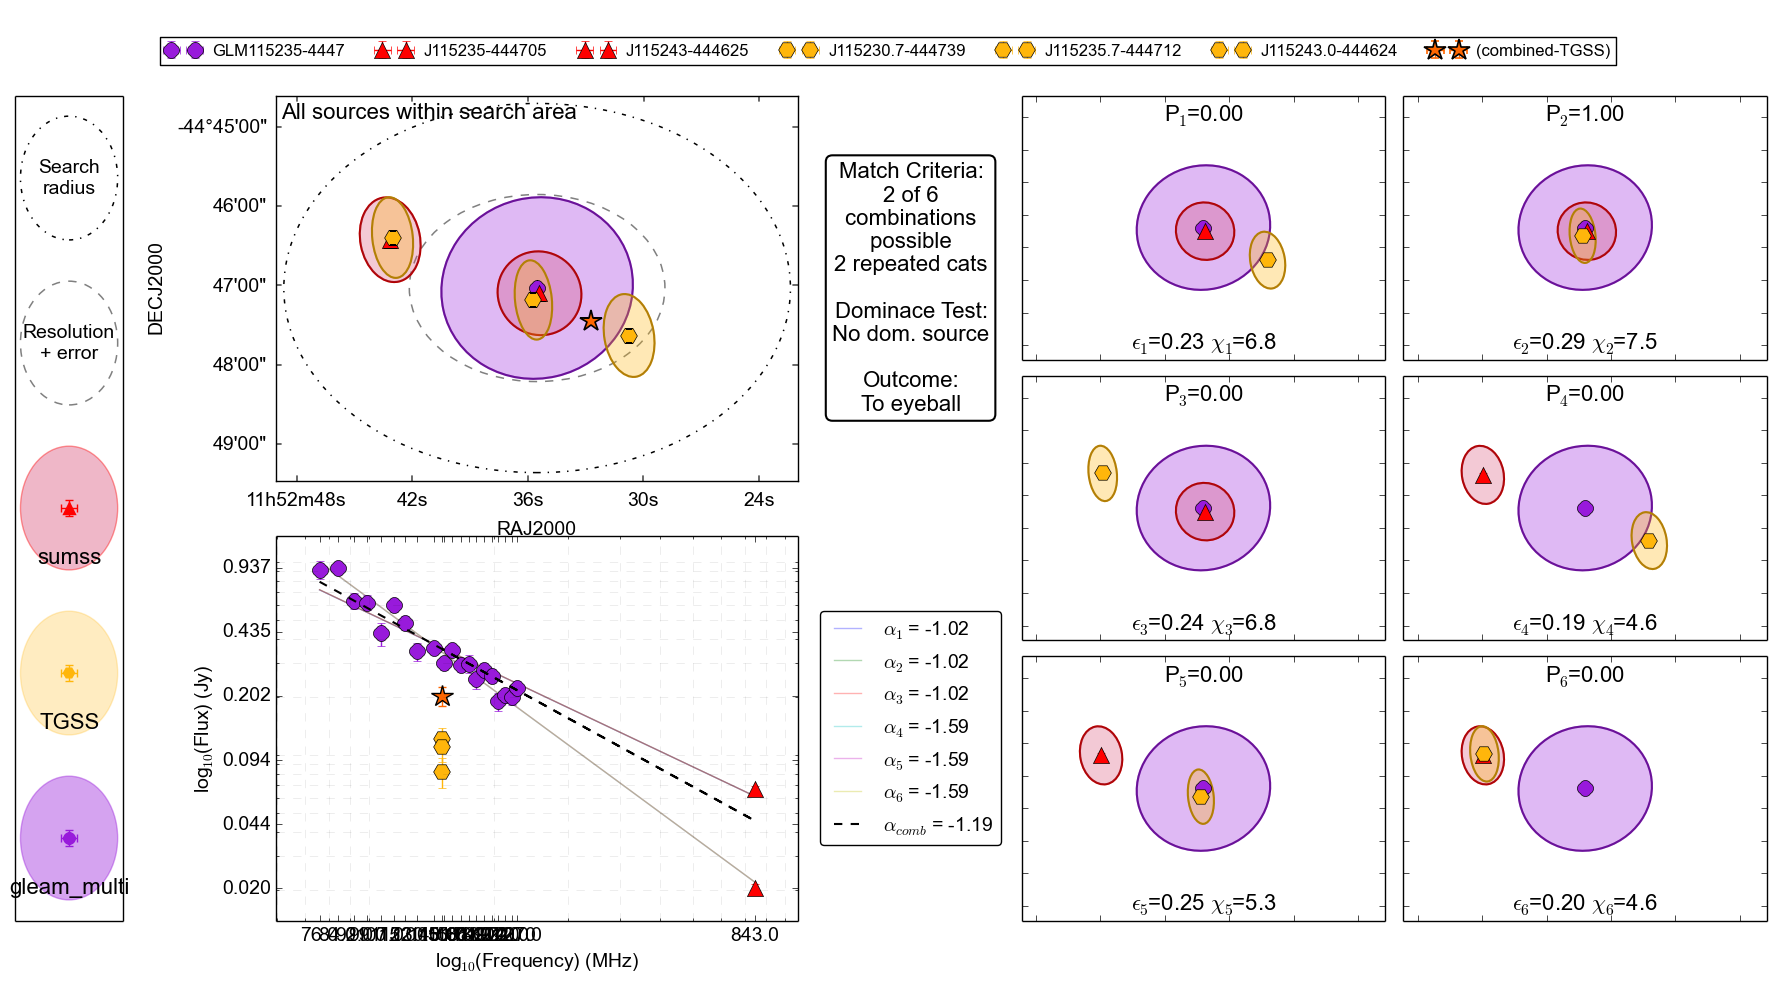 GLM115235-4447 J115235-444705 J115243-444625 J115230.7-444739 J115235.7-444712 J115243.0-444624 (combined-TGSS)
Search
radius
Resolution
+ error
sumss
TGSS
gleam_multi
All sources within search area
DECJ2000
-44°45'00"
46'00"
47'00"
48'00"
49'00"
11h52m48s 42s 36s 30s 24s
RAJ2000
Match Criteria:
2 of 6
combinations
possible
2 repeated cats
Dominace Test:
No dom. source
Outcome:
To eyeball
log10(Flux) (Jy)
0.937
0.435
0.202
0.094
0.044
0.020
843.0
log10(Frequency) (MHz)
α1 = -1.02
α2 = -1.02
α3 = -1.02
α4 = -1.59
α5 = -1.59
α6 = -1.59
αcomb = -1.19
P1=0.00
ϵ1=0.23 χ1=6.8
P2=1.00
ϵ2=0.29 χ2=7.5
P3=0.00
ϵ3=0.24 χ3=6.8
P4=0.00
ϵ4=0.19 χ4=4.6
P5=0.00
ϵ5=0.25 χ5=5.3
P6=0.00
ϵ6=0.20 χ6=4.6